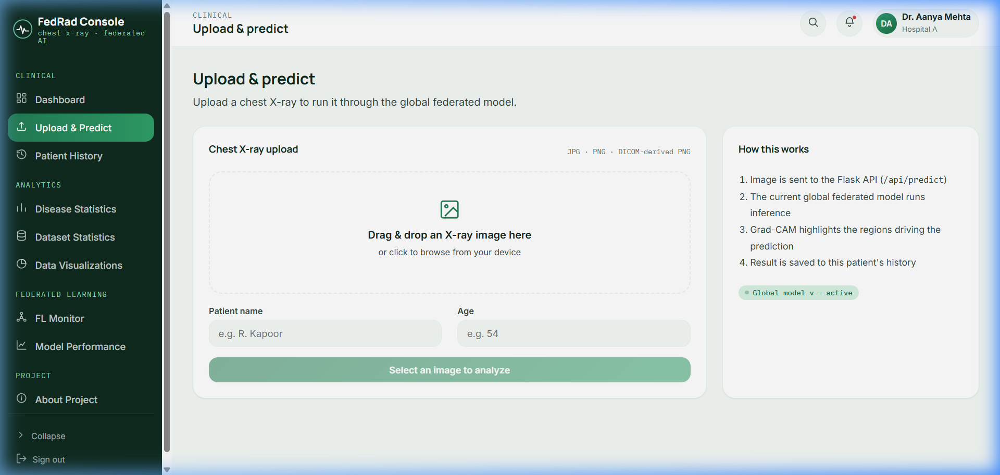 FedRad Console
chest x-ray · federated
AI
CLINICAL
Dashboard
Upload & Predict
Patient History
ANALYTICS
Disease Statistics
Dataset Statistics
Data Visualizations
FEDERATED LEARNING
FL Monitor
Model Performance
PROJECT
About Project
Collapse
Sign out
CLINICAL
Upload & predict
DA
Dr. Aanya Mehta
Hospital A
Upload & predict
Upload a chest X-ray to run it through the global federated model.
Chest X-ray upload
JPG · PNG · DICOM-derived PNG
Drag & drop an X-ray image here
or click to browse from your device
Patient name
Age
e.g. R. Kapoor
e.g. 54
Select an image to analyze
How this works
1. Image is sent to the Flask API (/api/predict)
2. The current global federated model runs
inference
3. Grad-CAM highlights the regions driving the
prediction
4. Result is saved to this patient's history
Global model v — active